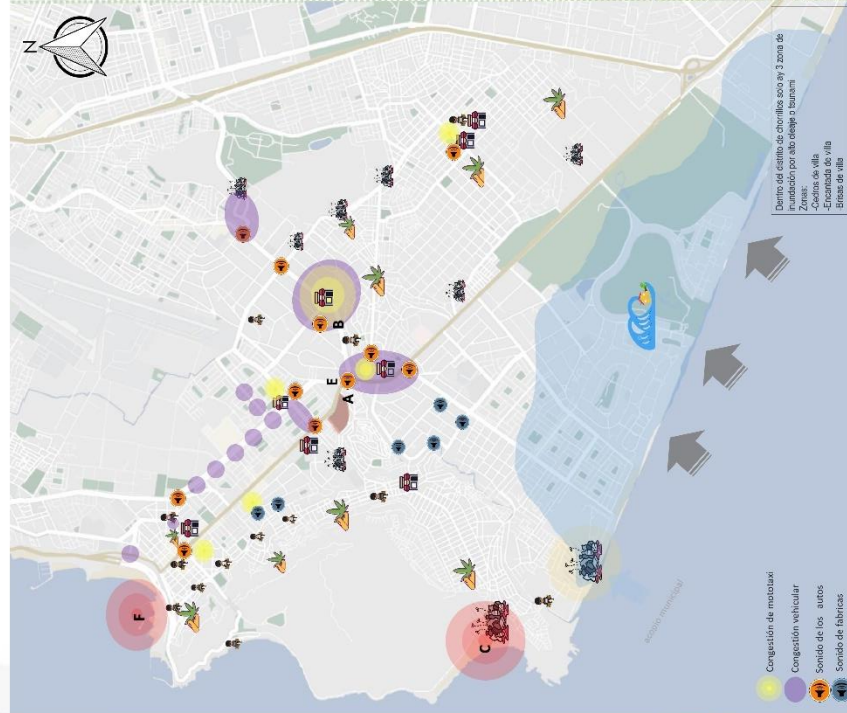 N
Dentro del distrito de chorrillos solo ay 3 zona de
inundación por alto oleaje o tsunami
Zonas:
-Cedros de villa
-Encantada de villa
-Brisas de villa
B
E
A
F
C
Congestión de mototaxi
Congestión vehicular
Sonido de los autos
Sonido de fabricas